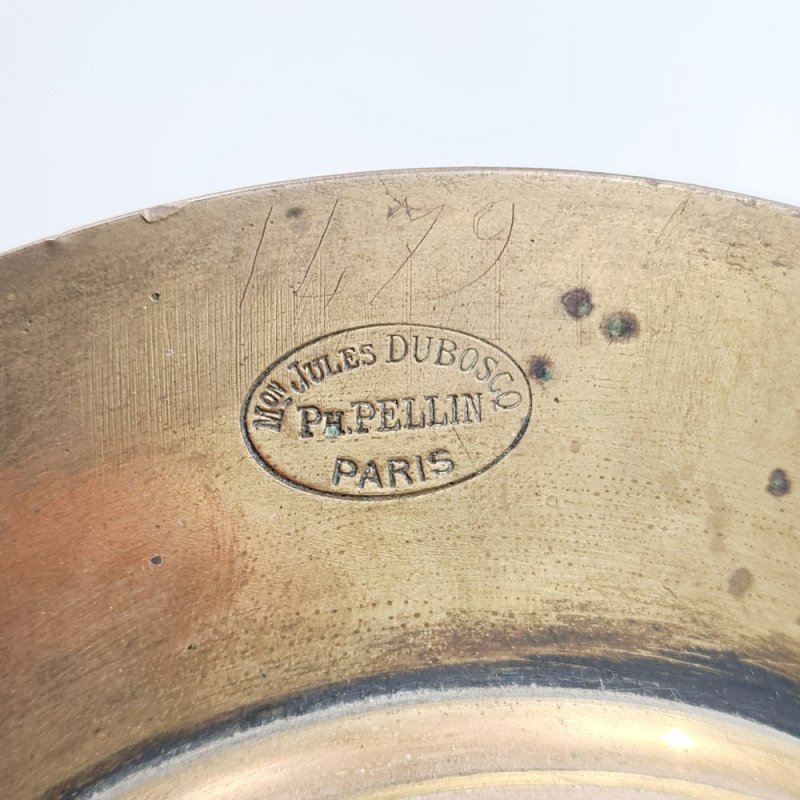 1479
Mon JULES DUBOSCQ
PH. PELLIN
PARIS